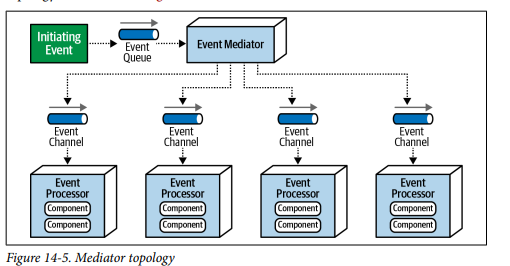 Initiating
Event
Event
Queue
Event Mediator
Event
Channel
Event
Channel
Event
Channel
Event
Channel
Event
Processor
Component
Component
Event
Processor
Component
Component
Event
Processor
Component
Component
Event
Processor
Component
Component
Figure 14-5. Mediator topology